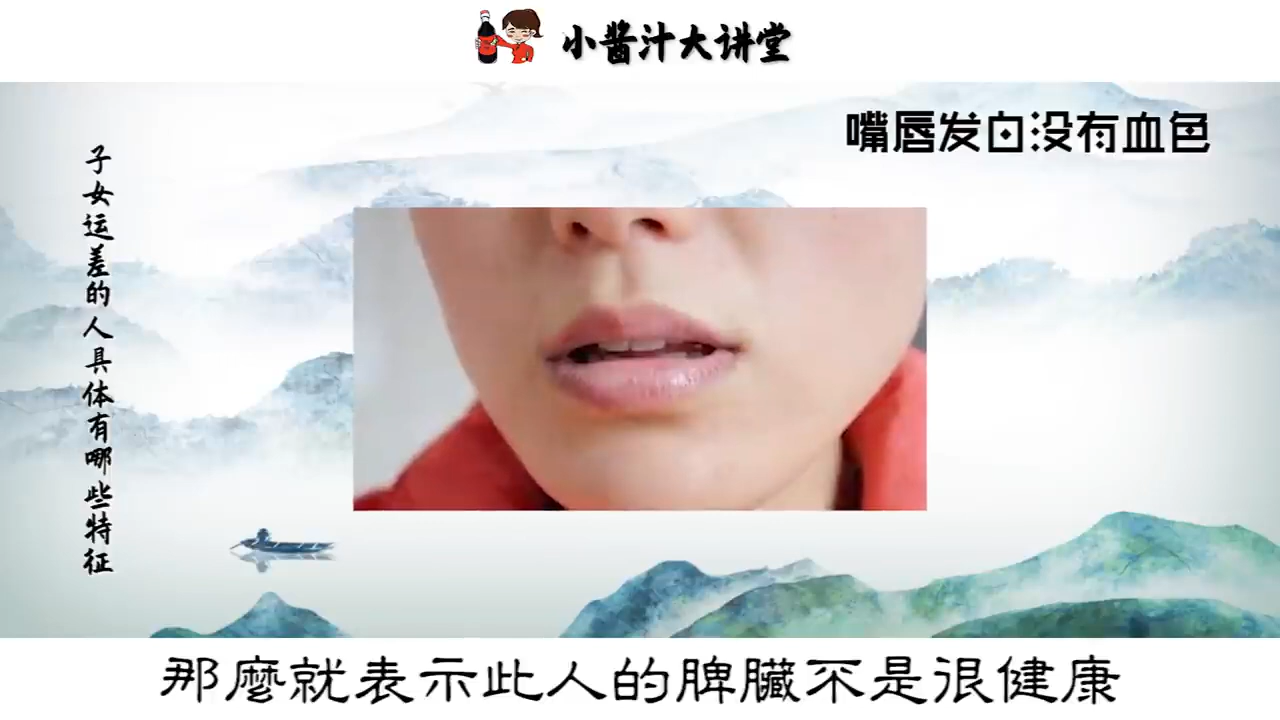 小酱汁大讲堂
嘴唇发白没有血色
子女运差的人具体有哪些特征
那麼就表示此人的脾臟不是很健康